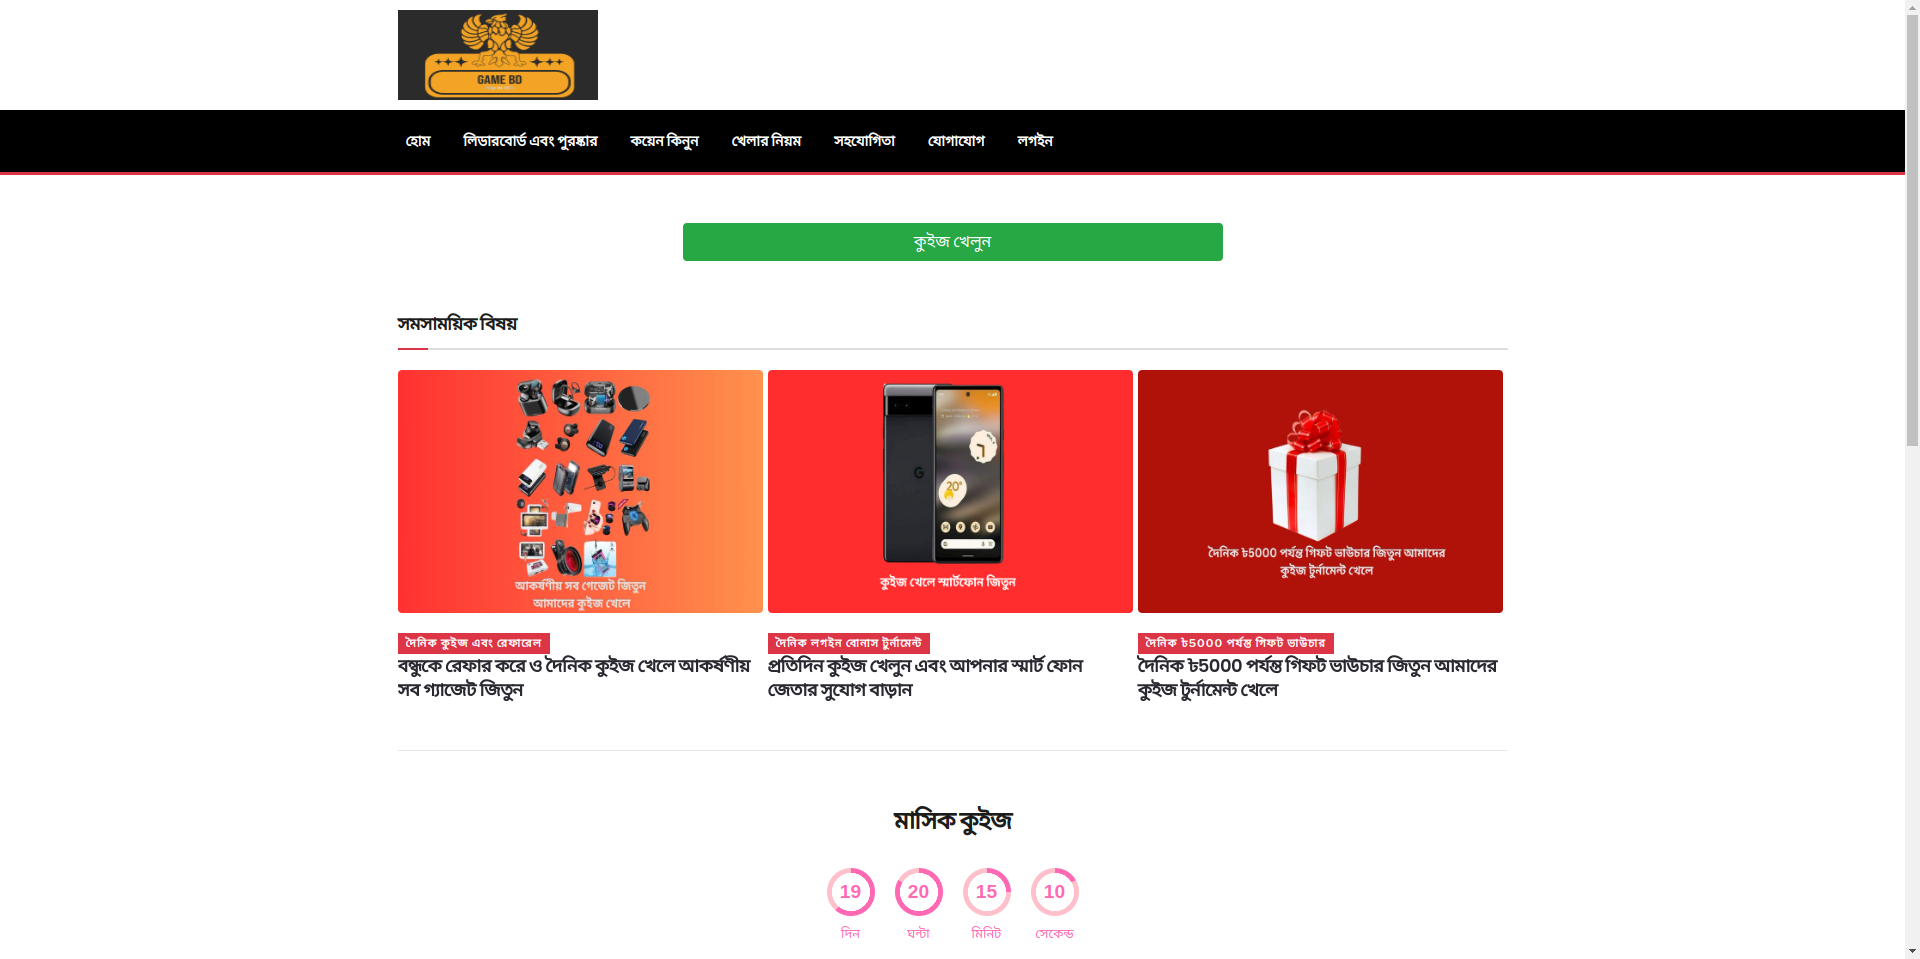 GAME BD
হোম লিডারবোর্ড এবং পুরষ্কার কয়েন কিনুন খেলার নিয়ম সহযোগিতা যোগাযোগ লগইন
কুইজ খেলুন
সমসাময়িক বিষয়
আকর্ষণীয় সব গেজেট জিতুন
আমাদের কুইজ খেলে
20°
G
কুইজ খেলে স্মার্টফোন জিতুন
দৈনিক ৳5000 পর্যন্ত গিফট ভাউচার জিতুন আমাদের
কুইজ টুর্নামেন্ট খেলে
দৈনিক কুইজ এবং রেফারেল
বন্ধুকে রেফার করে ও দৈনিক কুইজ খেলে আকর্ষণীয়
সব গ্যাজেট জিতুন
দৈনিক লগইন বোনাস টুর্নামেন্ট
প্রতিদিন কুইজ খেলুন এবং আপনার স্মার্ট ফোন
জেতার সুযোগ বাড়ান
দৈনিক ৳5000 পর্যন্ত গিফট ভাউচার
দৈনিক ৳5000 পর্যন্ত গিফট ভাউচার জিতুন আমাদের
কুইজ টুর্নামেন্ট খেলে
মাসিক কুইজ
19 20 15 10
দিন ঘন্টা মিনিট সেকেন্ড